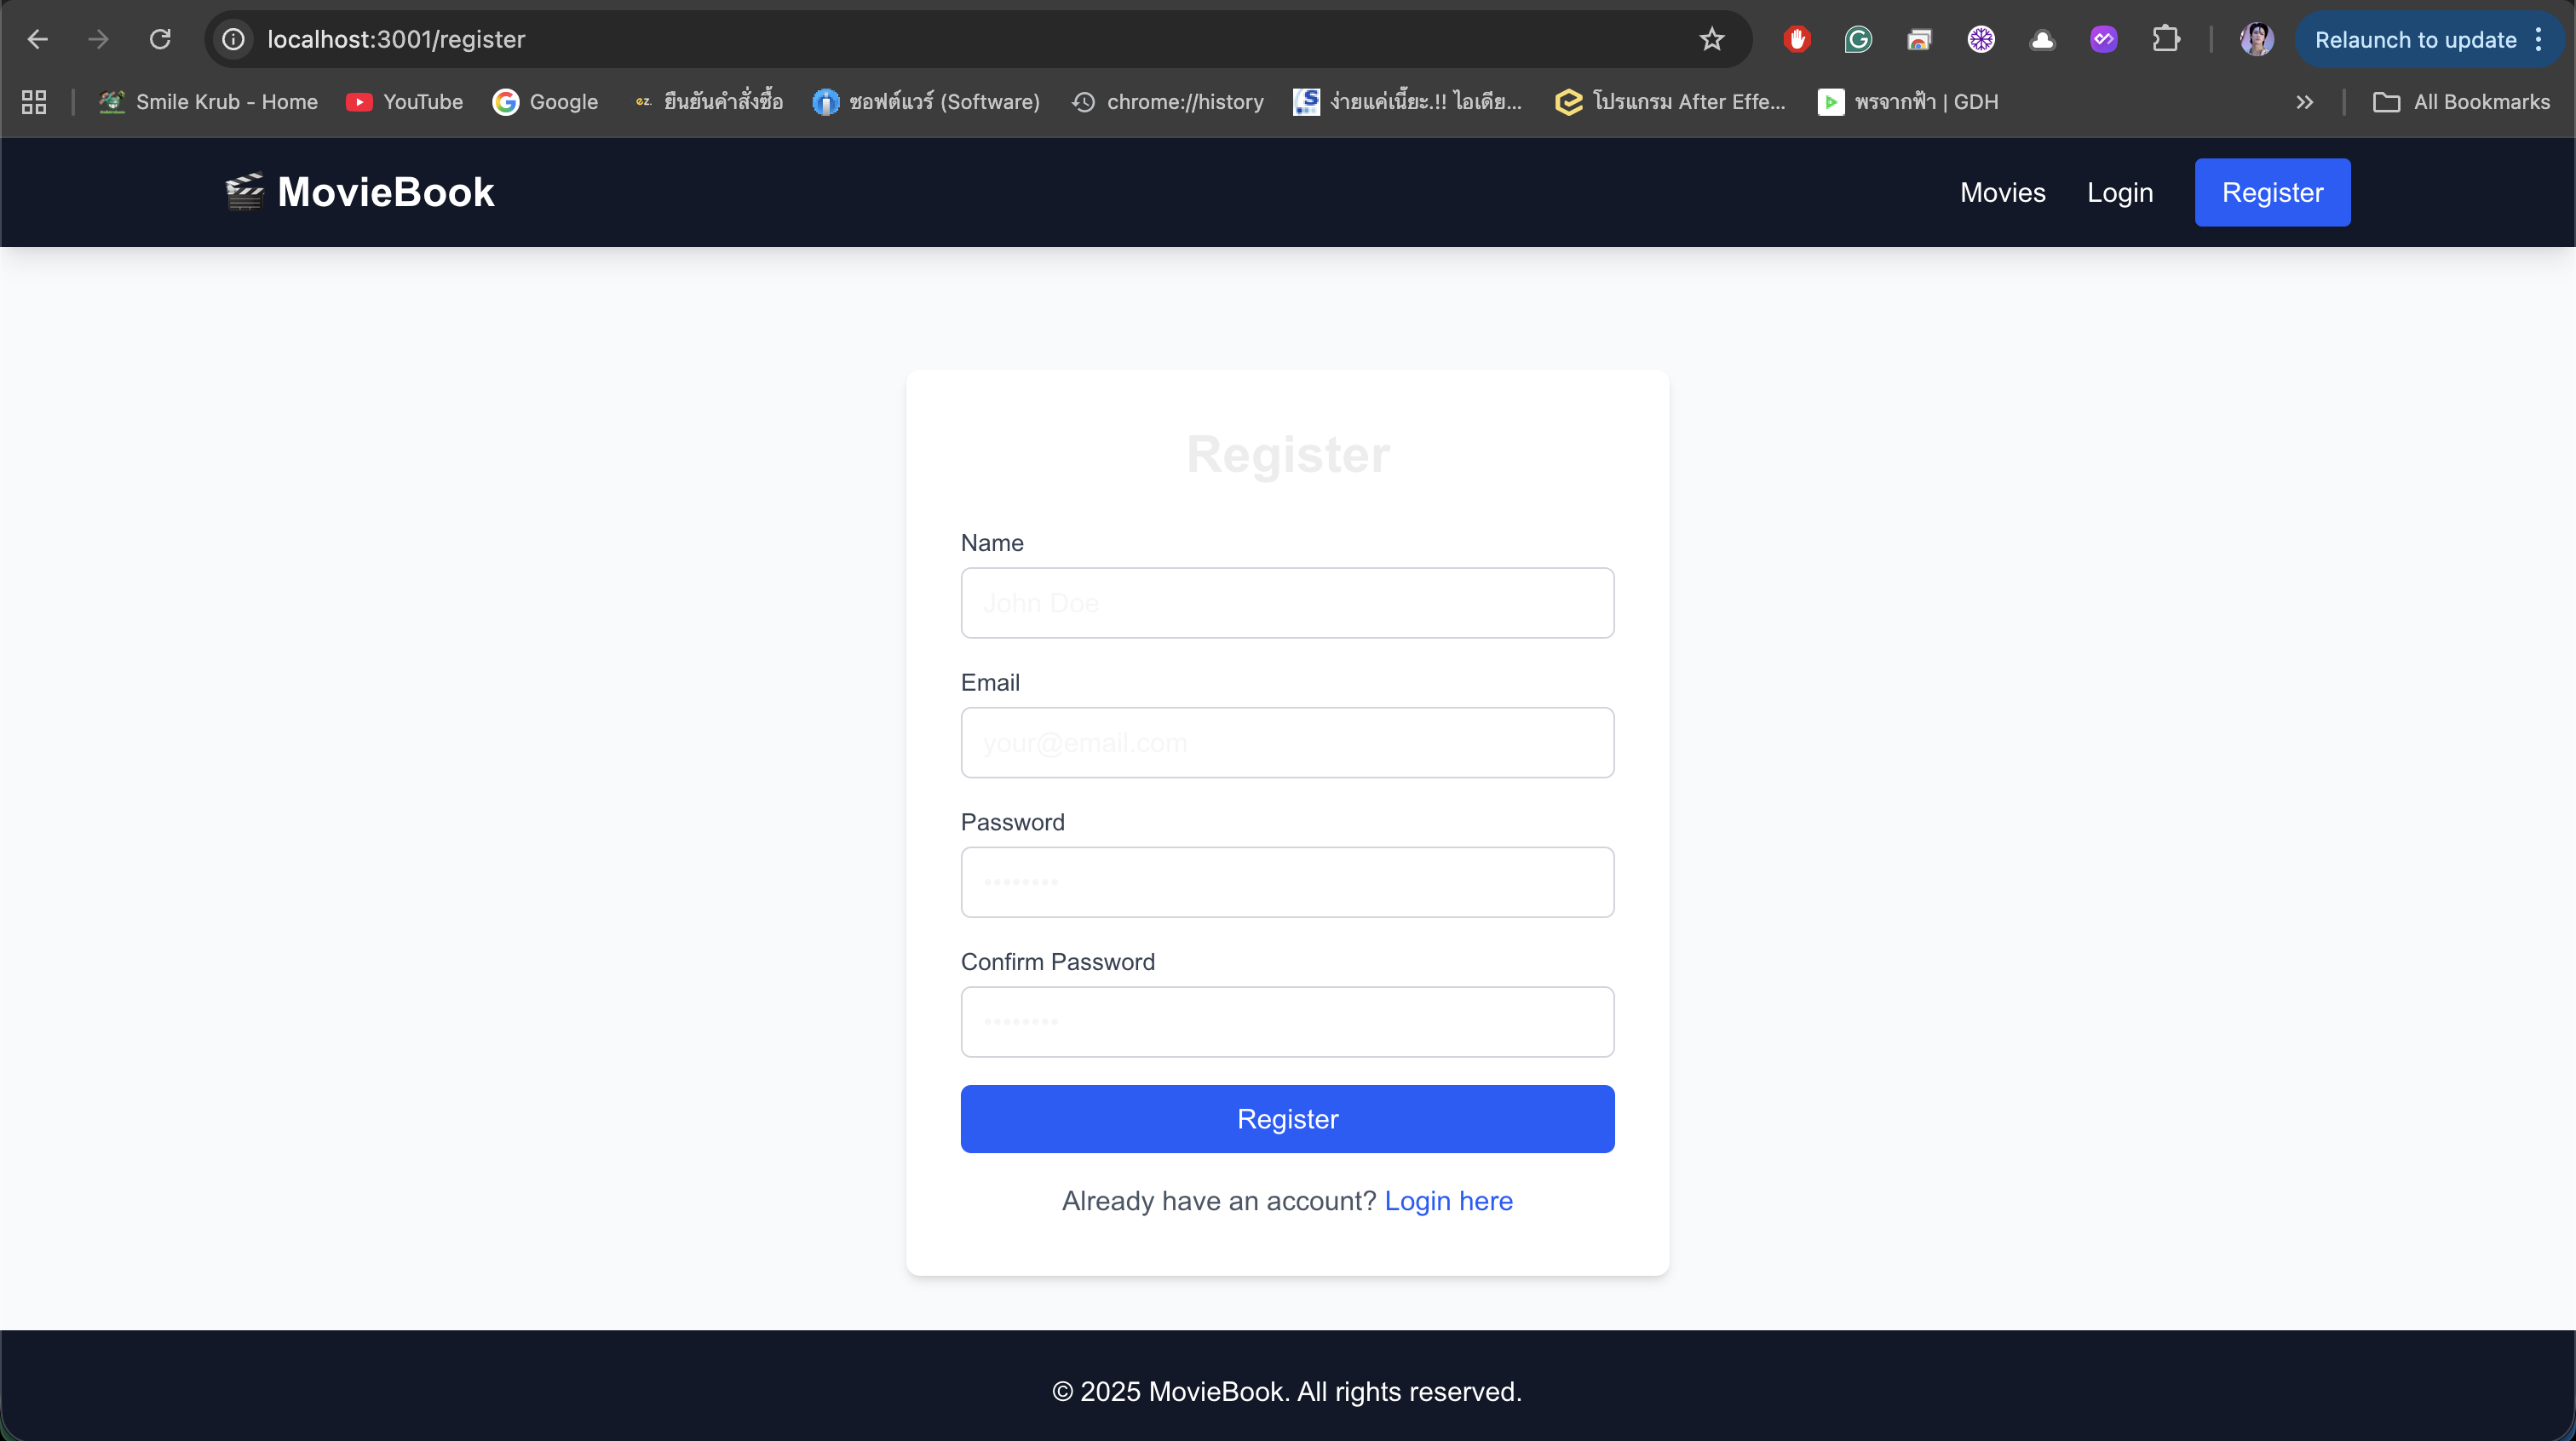 localhost:3001/register
Relaunch to update
Smile Krub - Home
YouTube
Google
ez. ยืนยันคำสั่งซื้อ
ซอฟต์แวร์ (Software)
chrome://history
ง่ายแค่เนี๊ยะ.!! ไอเดีย...
โปรแกรม After Effe...
พรจากฟ้า | GDH
All Bookmarks
MovieBook
Movies
Login
Register
Register
Name
John Doe
Email
your@email.com
Password
••••••••
Confirm Password
••••••••
Register
Already have an account? Login here
© 2025 MovieBook. All rights reserved.